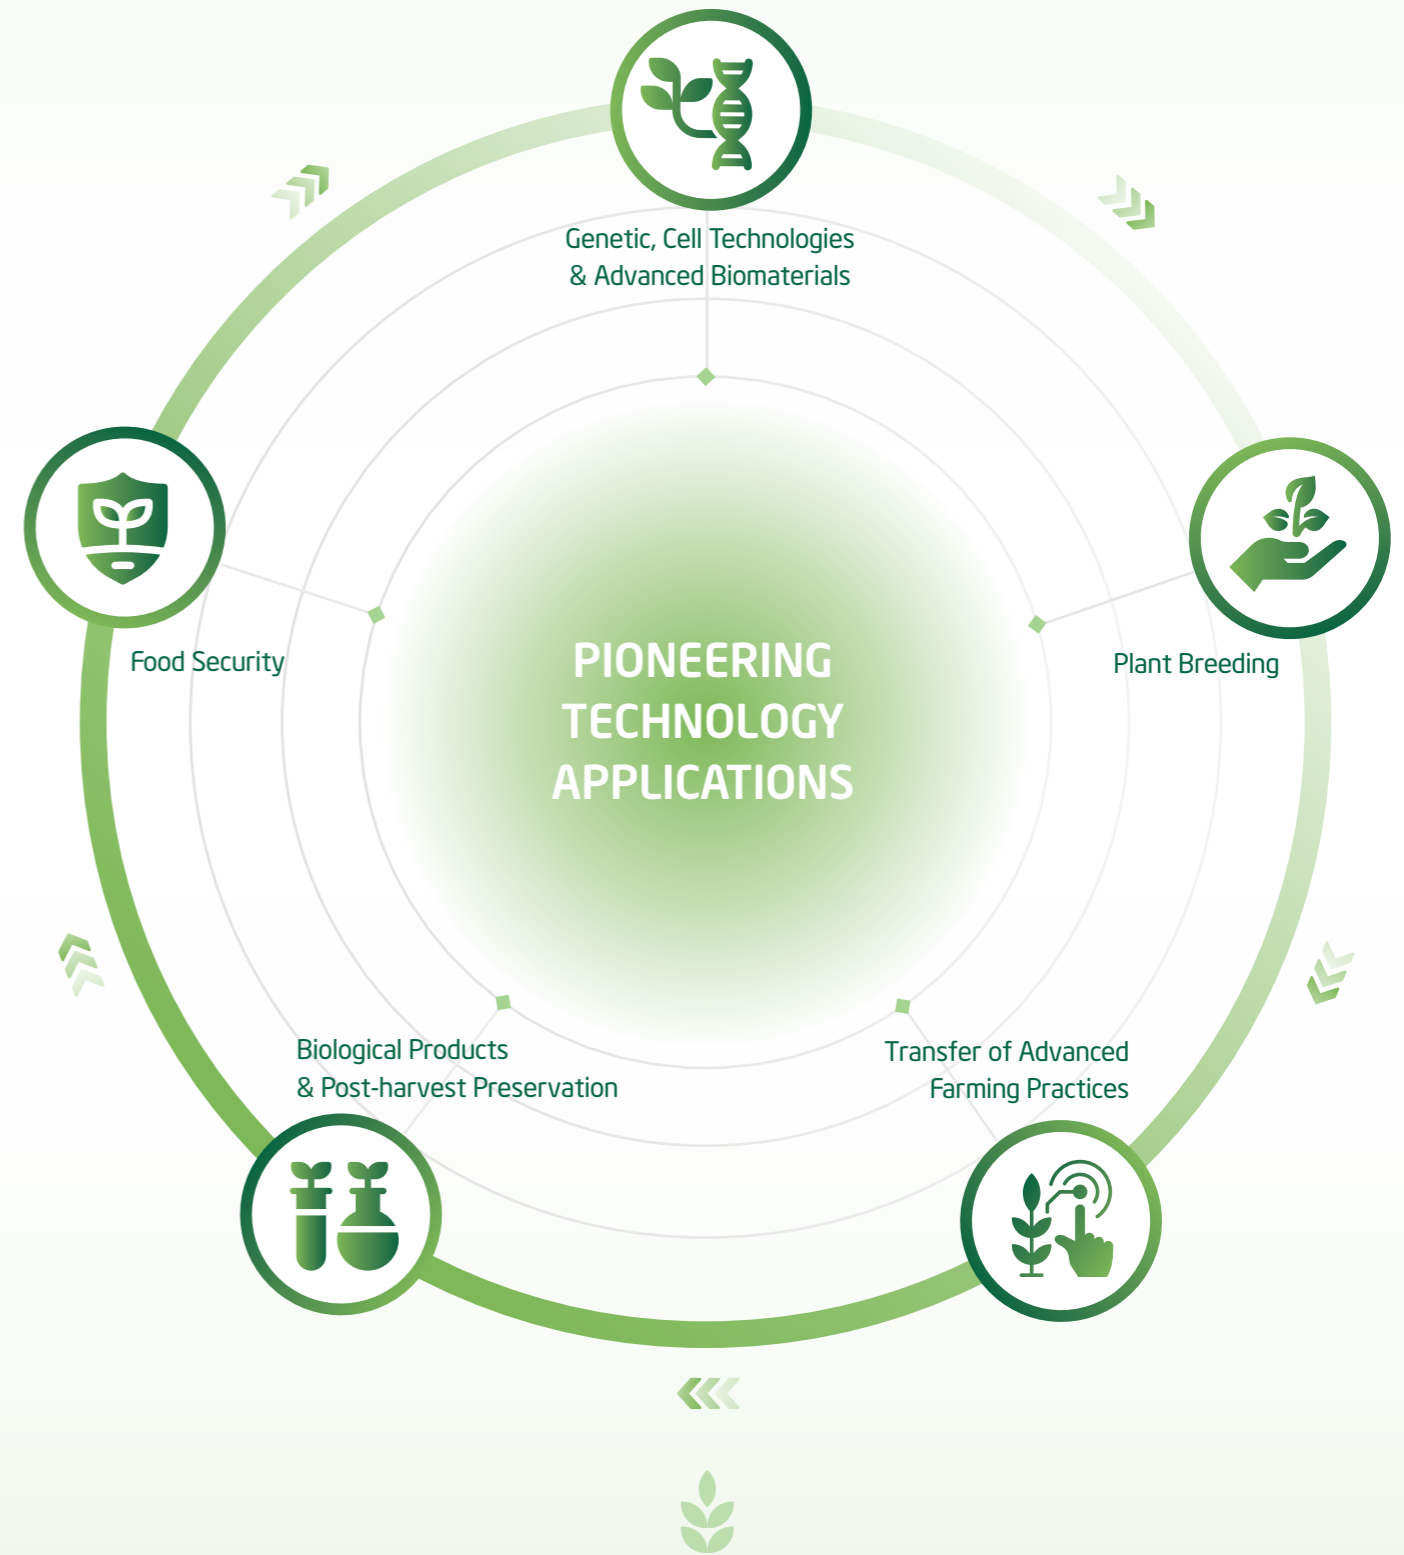 Genetic, Cell Technologies
& Advanced Biomaterials
Food Security
Plant Breeding
PIONEERING
TECHNOLOGY
APPLICATIONS
Biological Products
& Post-harvest Preservation
Transfer of Advanced
Farming Practices